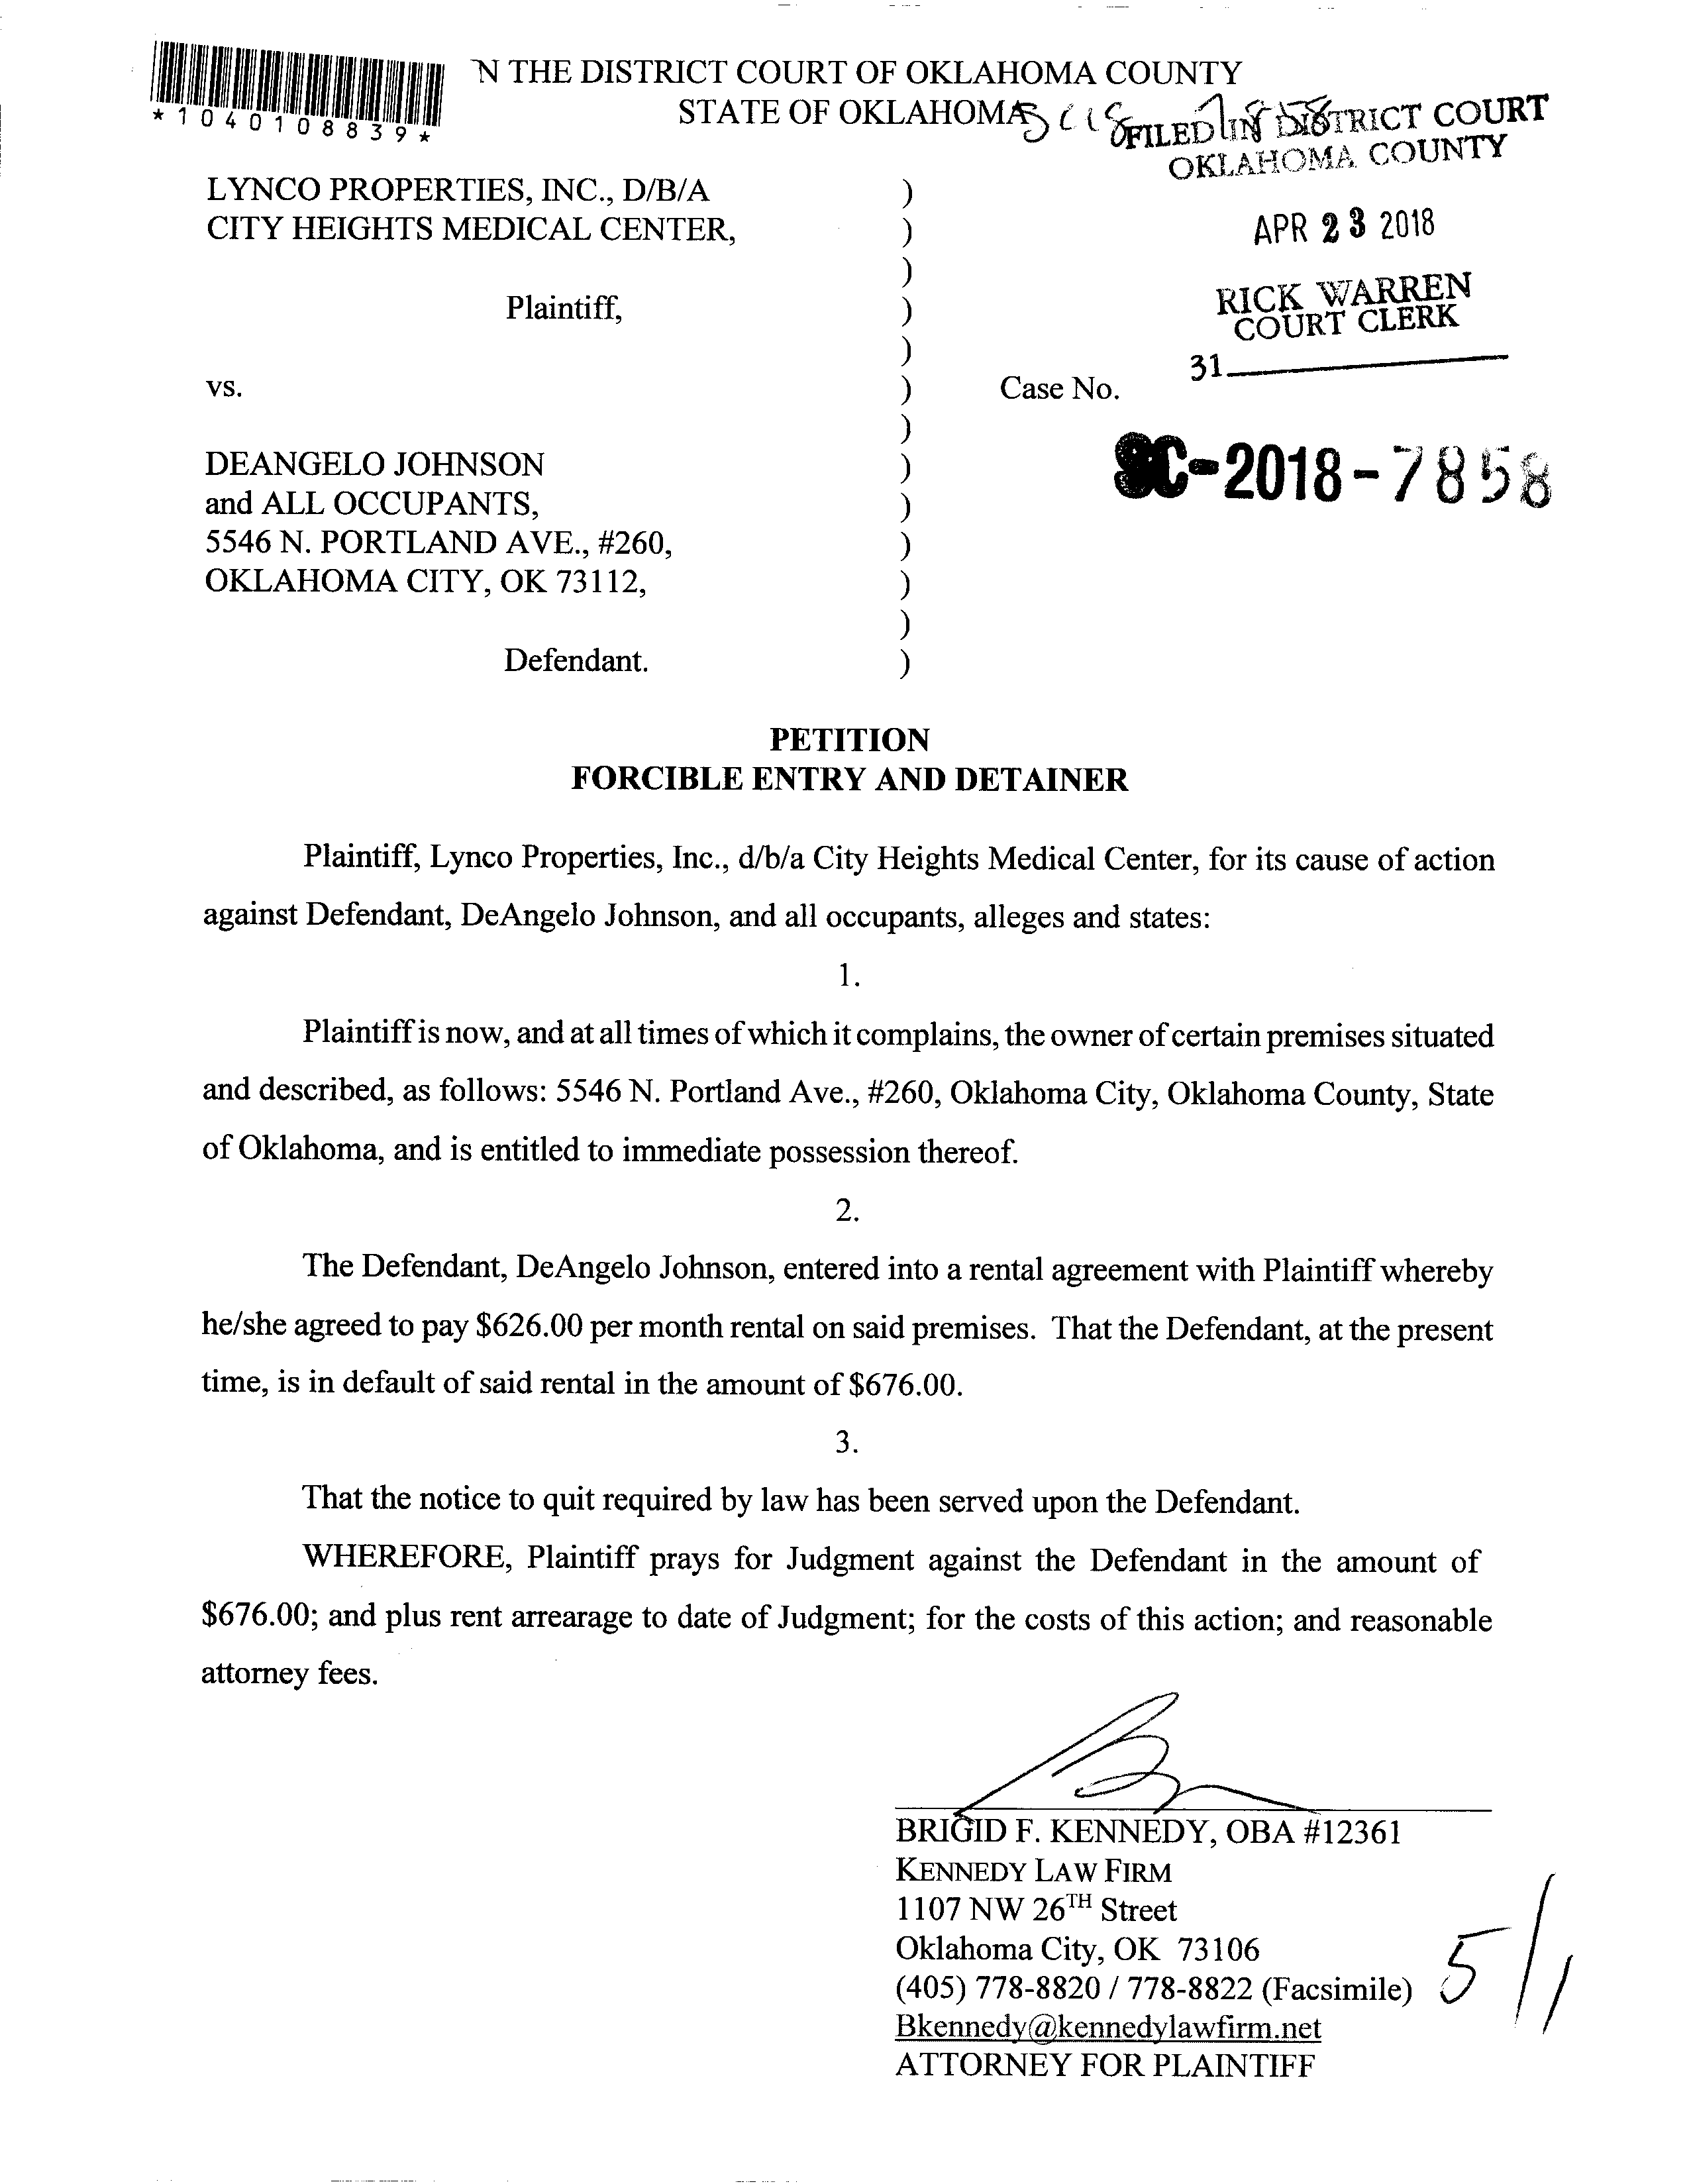 N THE DISTRICT COURT OF OKLAHOMA COUNTY
STATE OF OKLAHOMA
*1040108839*
FILED IN DISTRICT COURT
OKLAHOMA COUNTY
LYNCO PROPERTIES, INC., D/B/A )
CITY HEIGHTS MEDICAL CENTER, )
APR 23 2018
)
Plaintiff, )
RICK WARREN
COURT CLERK
)
31
vs. ) Case No.
)
SC-2018-7858
DEANGELO JOHNSON )
and ALL OCCUPANTS, )
5546 N. PORTLAND AVE., #260, )
OKLAHOMA CITY, OK 73112, )
)
Defendant. )
PETITION
FORCIBLE ENTRY AND DETAINER
Plaintiff, Lynco Properties, Inc., d/b/a City Heights Medical Center, for its cause of action
against Defendant, DeAngelo Johnson, and all occupants, alleges and states:
1.
Plaintiff is now, and at all times of which it complains, the owner of certain premises situated
and described, as follows: 5546 N. Portland Ave., #260, Oklahoma City, Oklahoma County, State
of Oklahoma, and is entitled to immediate possession thereof.
2.
The Defendant, DeAngelo Johnson, entered into a rental agreement with Plaintiff whereby
he/she agreed to pay $626.00 per month rental on said premises. That the Defendant, at the present
time, is in default of said rental in the amount of $676.00.
3.
That the notice to quit required by law has been served upon the Defendant.
WHEREFORE, Plaintiff prays for Judgment against the Defendant in the amount of
$676.00; and plus rent arrearage to date of Judgment; for the costs of this action; and reasonable
attorney fees.
BRIGID F. KENNEDY, OBA #12361
KENNEDY LAW FIRM
1107 NW 26TH Street
Oklahoma City, OK 73106
(405) 778-8820 / 778-8822 (Facsimile)
5/1
Bkennedy@kennedylawfirm.net
ATTORNEY FOR PLAINTIFF